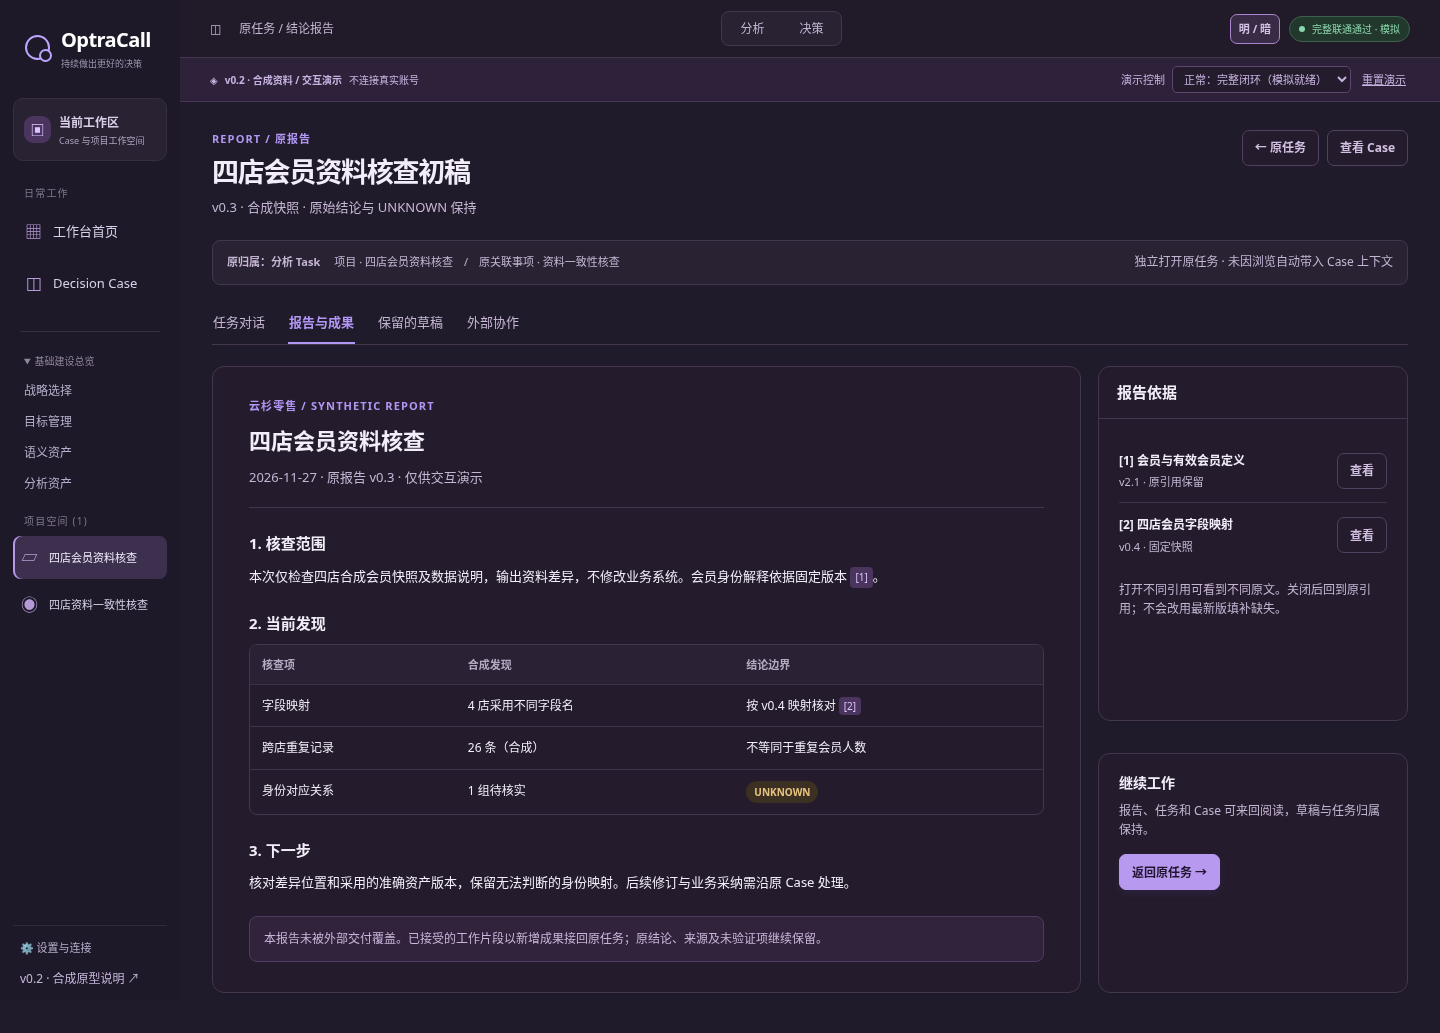 OptraCall
持续做出更好的决策
当前工作区
Case 与项目工作空间
日常工作
工作台首页
Decision Case
▼ 基础建设总览
战略选择
目标管理
语义资产
分析资产
项目空间 (1)
四店会员资料核查
四店资料一致性核查
设置与连接
v0.2 · 合成原型说明 ↗
原任务 / 结论报告
分析
决策
明 / 暗
完整联通通过 · 模拟
v0.2 · 合成资料 / 交互演示 不连接真实账号
演示控制
正常：完整闭环（模拟就绪）
重置演示
REPORT / 原报告
四店会员资料核查初稿
v0.3 · 合成快照 · 原始结论与 UNKNOWN 保持
← 原任务
查看 Case
原归属：分析 Task 项目 · 四店会员资料核查 / 原关联事项 · 资料一致性核查
独立打开原任务 · 未因浏览自动带入 Case 上下文
任务对话
报告与成果
保留的草稿
外部协作
云杉零售 / SYNTHETIC REPORT
四店会员资料核查
2026-11-27 · 原报告 v0.3 · 仅供交互演示
1. 核查范围
本次仅检查四店合成会员快照及数据说明，输出资料差异，不修改业务系统。会员身份解释依据固定版本 [1] 。
2. 当前发现
核查项 合成发现 结论边界
字段映射 4 店采用不同字段名 按 v0.4 映射核对 [2]
跨店重复记录 26 条（合成） 不等同于重复会员人数
身份对应关系 1 组待核实 UNKNOWN
3. 下一步
核对差异位置和采用的准确资产版本，保留无法判断的身份映射。后续修订与业务采纳需沿原 Case 处理。
本报告未被外部交付覆盖。已接受的工作片段以新增成果接回原任务；原结论、来源及未验证项继续保留。
报告依据
[1] 会员与有效会员定义
v2.1 · 原引用保留
查看
[2] 四店会员字段映射
v0.4 · 固定快照
查看
打开不同引用可看到不同原文。关闭后回到原引
用；不会改用最新版填补缺失。
继续工作
报告、任务和 Case 可来回阅读，草稿与任务归属
保持。
返回原任务 →